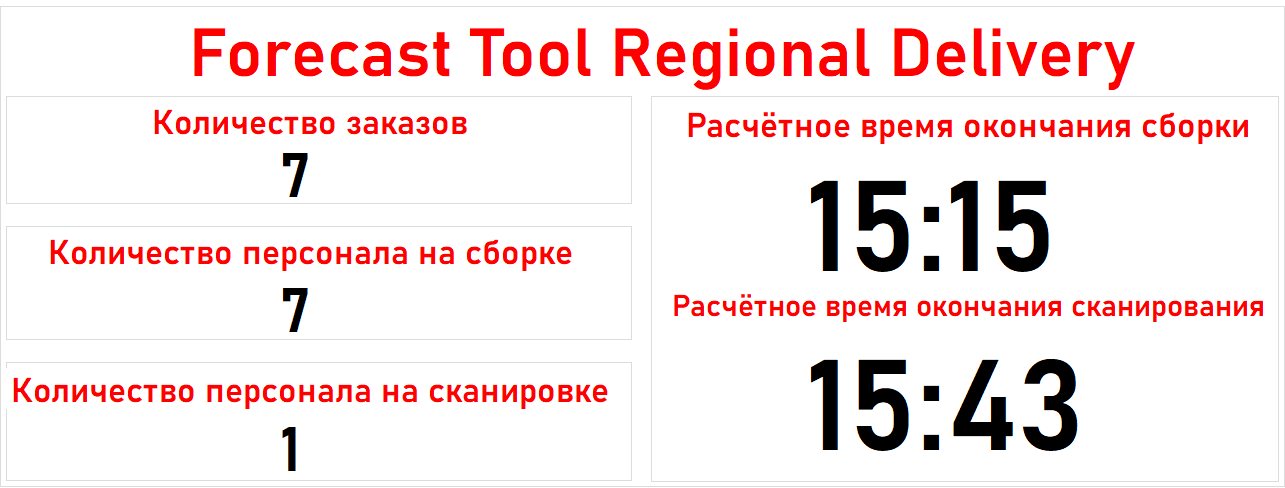 Forecast Tool Regional Delivery
Количество заказов
7
Количество персонала на сборке
7
Количество персонала на сканировке
1
Расчётное время окончания сборки
15:15
Расчётное время окончания сканирования
15:43